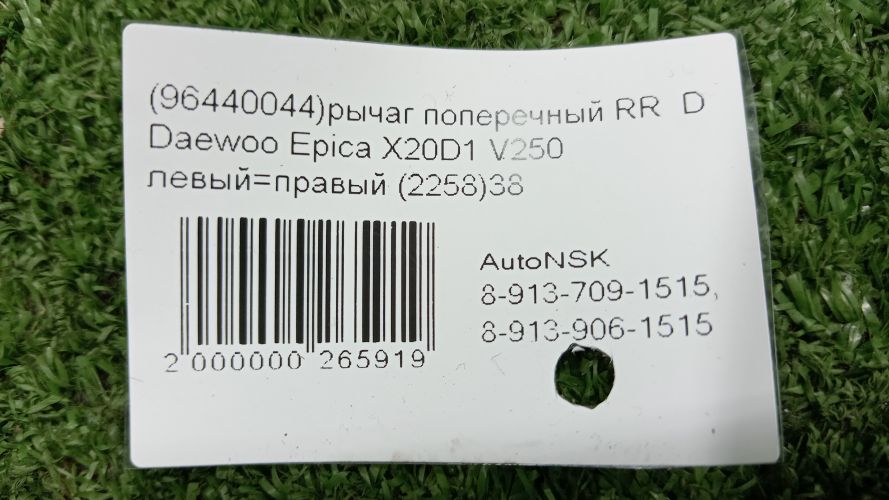 (96440044)рычаг поперечный RR D
Daewoo Epica X20D1 V250
левый=правый (2258)38
AutoNSK
8-913-709-1515,
8-913-906-1515
2 000000 265919